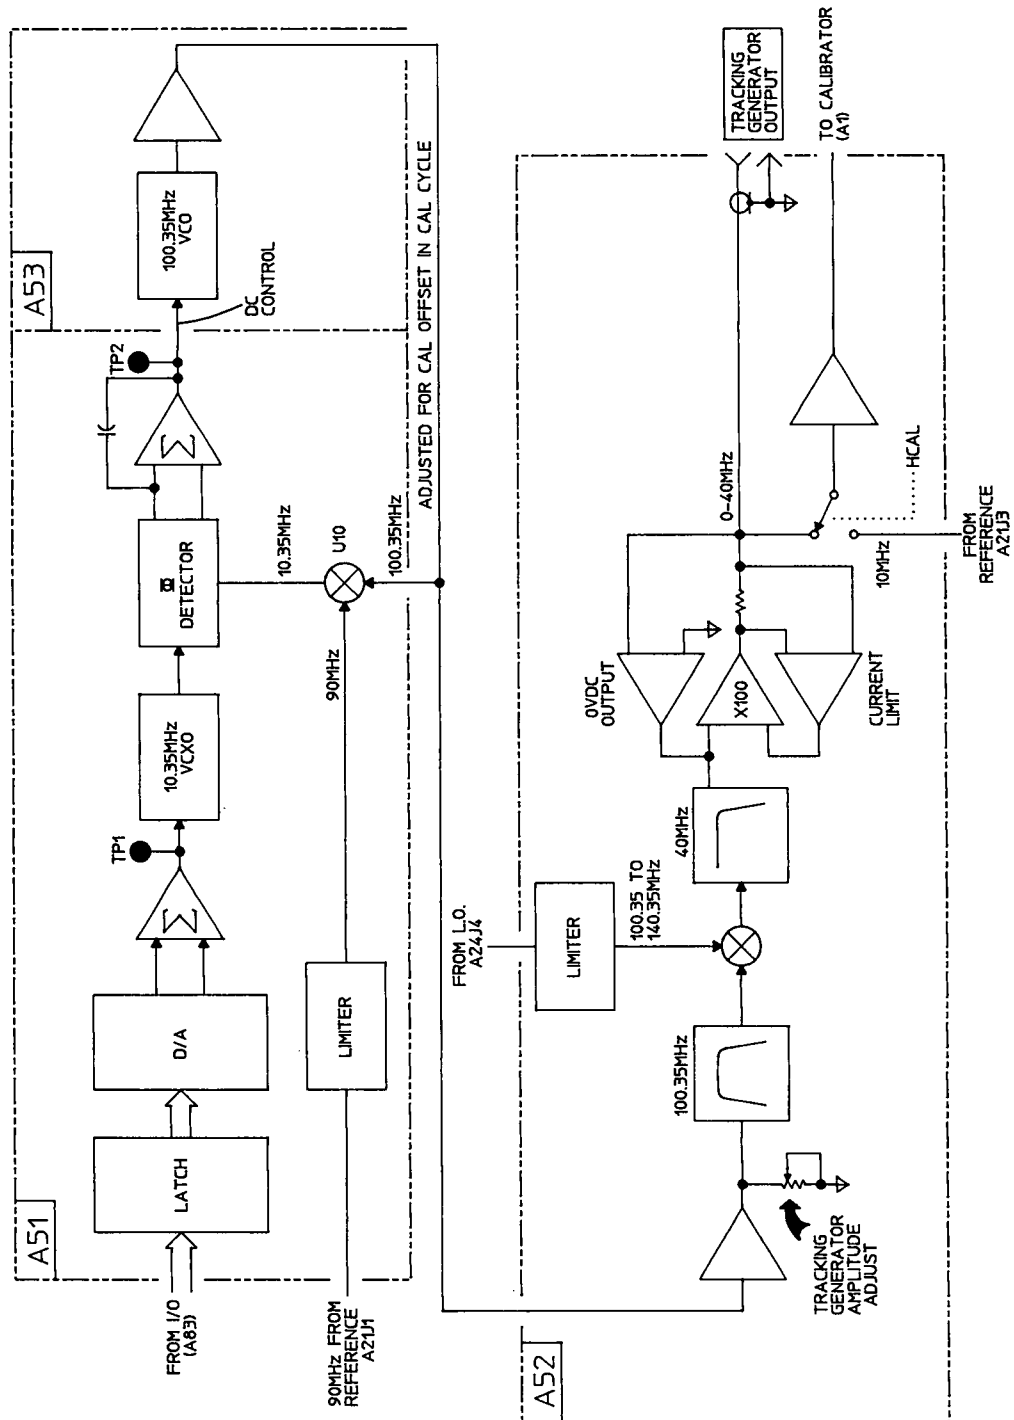 A51
FROM I/O
(A83)
LATCH
D/A
Σ
TP1
10.35MHz
VCXO
Φ
DETECTOR
Σ
TP2
DC
CONTROL
A53
100.35MHz
VCO
90MHz FROM
REFERENCE
A21J1
LIMITER
90MHz
10.35MHz
U10
100.35MHz
ADJUSTED FOR CAL OFFSET IN CAL CYCLE
A52
TRACKING
GENERATOR
AMPLITUDE
ADJUST
100.35MHz
FROM L.O.
A24J4
LIMITER
100.35 TO
140.35MHz
40MHz
0VDC
OUTPUT
X100
CURRENT
LIMIT
0-40MHz
10MHz
HCAL
FROM
REFERENCE
A21J3
TRACKING
GENERATOR
OUTPUT
TO CALIBRATOR
(A1)